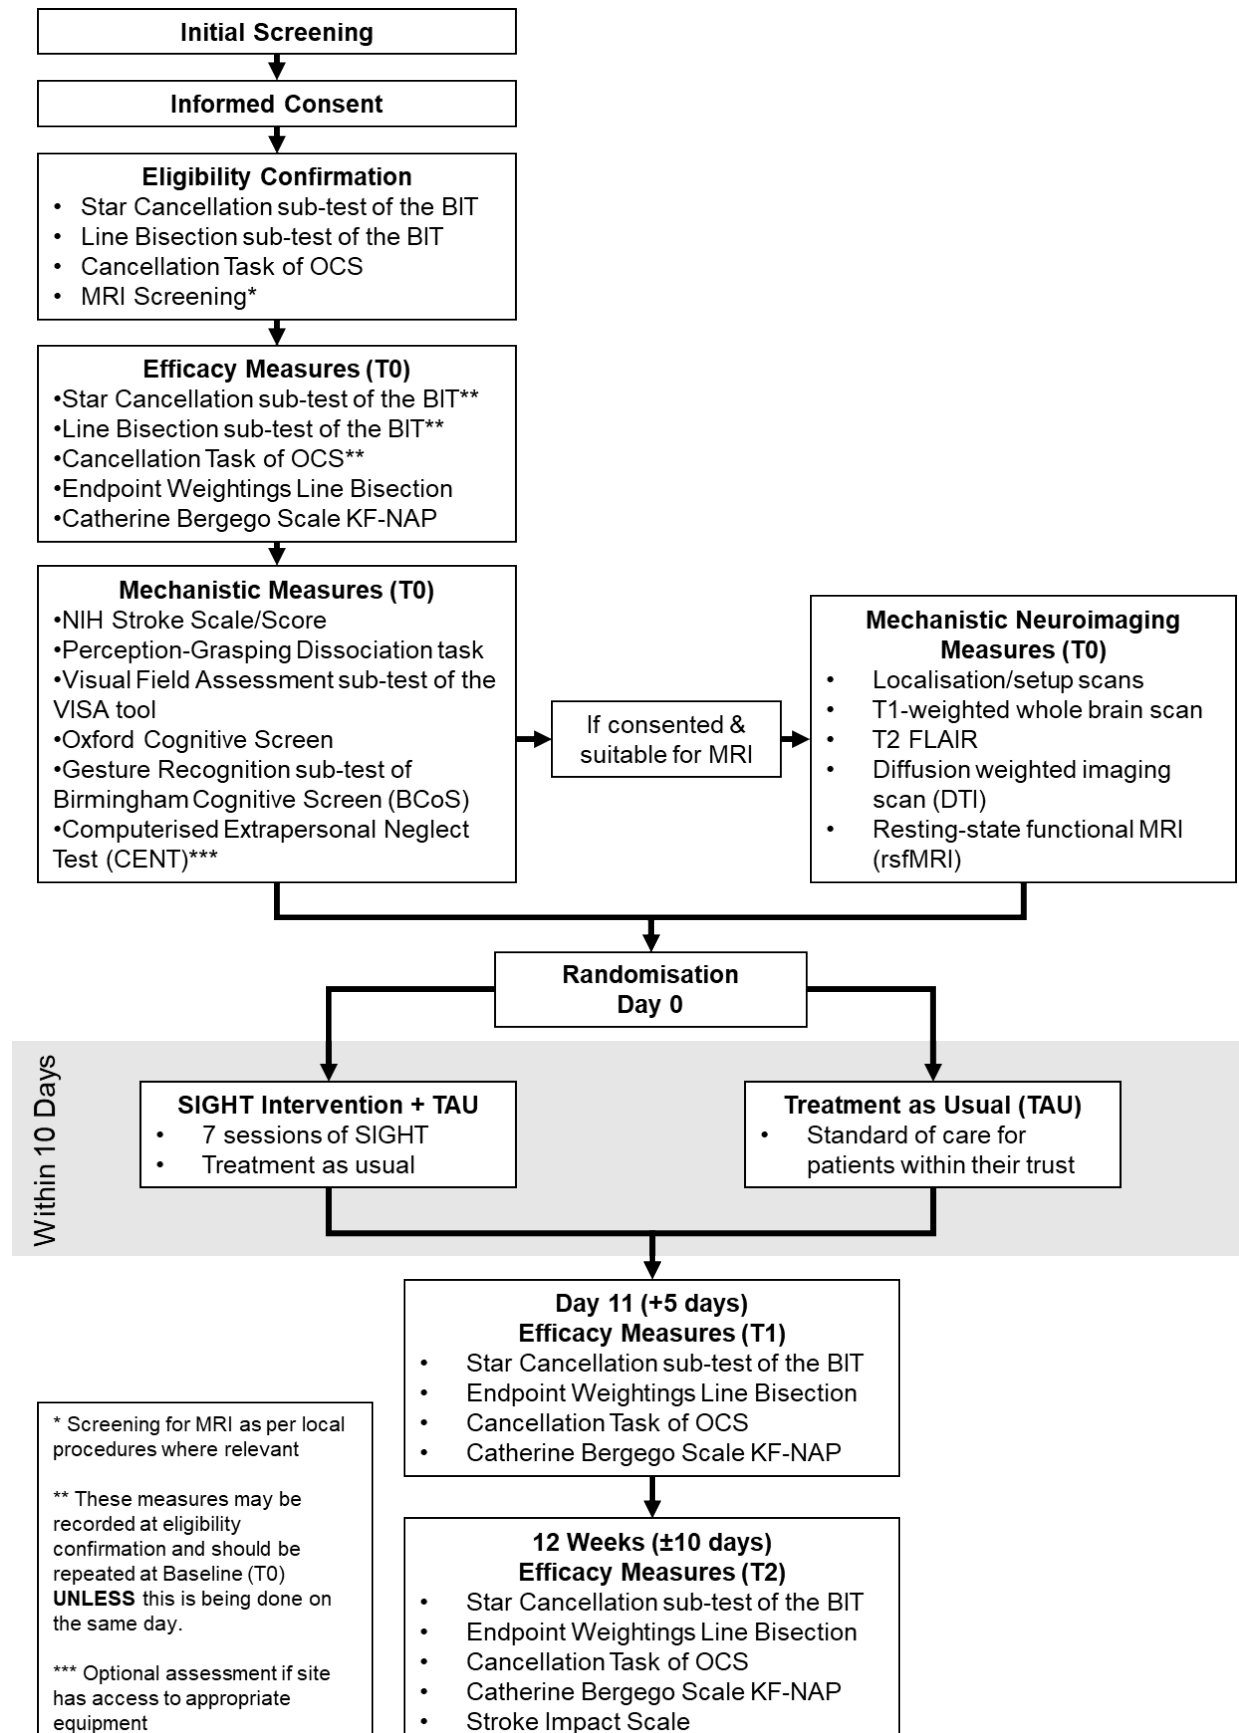 Initial Screening
Informed Consent
Eligibility Confirmation
• Star Cancellation sub-test of the BIT
• Line Bisection sub-test of the BIT
• Cancellation Task of OCS
• MRI Screening*
Efficacy Measures (T0)
•Star Cancellation sub-test of the BIT**
•Line Bisection sub-test of the BIT**
•Cancellation Task of OCS**
•Endpoint Weightings Line Bisection
•Catherine Bergego Scale KF-NAP
Mechanistic Measures (T0)
•NIH Stroke Scale/Score
•Perception-Grasping Dissociation task
•Visual Field Assessment sub-test of the
VISA tool
•Oxford Cognitive Screen
•Gesture Recognition sub-test of
Birmingham Cognitive Screen (BCoS)
•Computerised Extrapersonal Neglect
Test (CENT)***
If consented &
suitable for MRI
Mechanistic Neuroimaging
Measures (T0)
• Localisation/setup scans
• T1-weighted whole brain scan
• T2 FLAIR
• Diffusion weighted imaging
scan (DTI)
• Resting-state functional MRI
(rsfMRI)
Randomisation
Day 0
Within 10 Days
SIGHT Intervention + TAU
• 7 sessions of SIGHT
• Treatment as usual
Treatment as Usual (TAU)
• Standard of care for
patients within their trust
Day 11 (+5 days)
Efficacy Measures (T1)
• Star Cancellation sub-test of the BIT
• Endpoint Weightings Line Bisection
• Cancellation Task of OCS
• Catherine Bergego Scale KF-NAP
12 Weeks (±10 days)
Efficacy Measures (T2)
• Star Cancellation sub-test of the BIT
• Endpoint Weightings Line Bisection
• Cancellation Task of OCS
• Catherine Bergego Scale KF-NAP
• Stroke Impact Scale
* Screening for MRI as per local
procedures where relevant
** These measures may be
recorded at eligibility
confirmation and should be
repeated at Baseline (T0)
UNLESS this is being done on
the same day.
*** Optional assessment if site
has access to appropriate
equipment